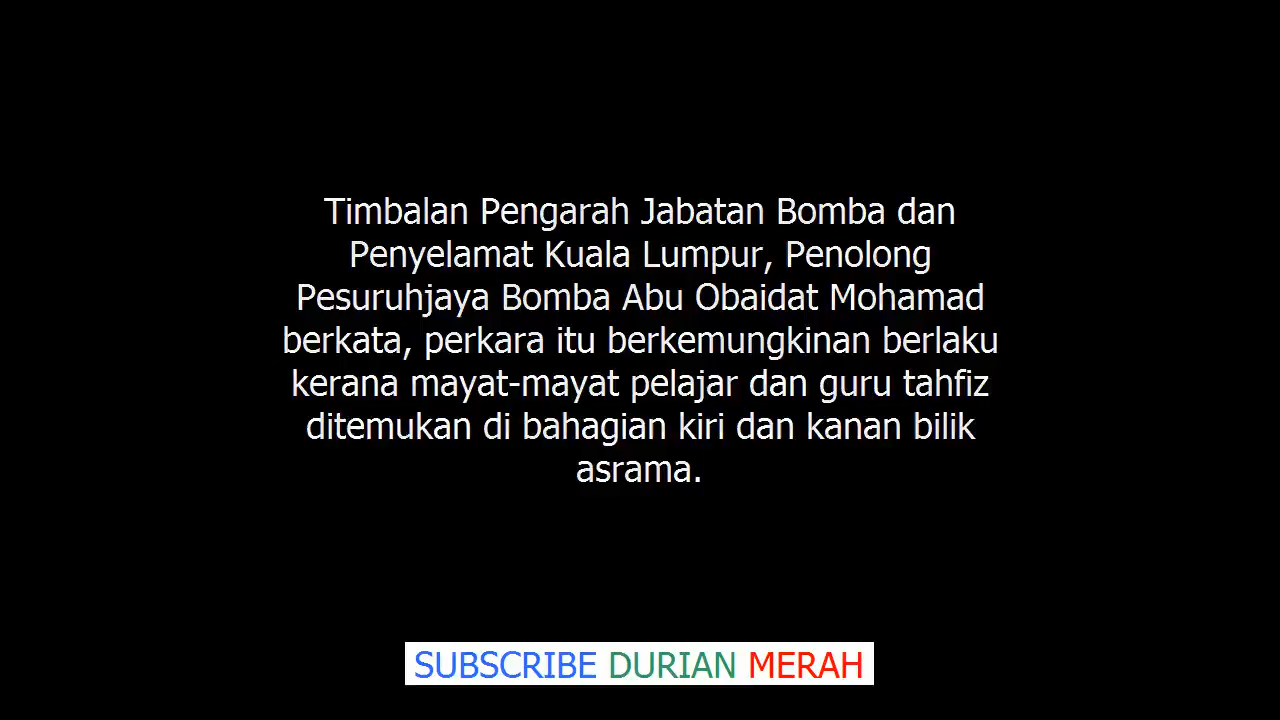 Timbalan Pengarah Jabatan Bomba dan
Penyelamat Kuala Lumpur, Penolong
Pesuruhjaya Bomba Abu Obaidat Mohamad
berkata, perkara itu berkemungkinan berlaku
kerana mayat-mayat pelajar dan guru tahfiz
ditemukan di bahagian kiri dan kanan bilik
asrama.
SUBSCRIBE DURIAN MERAH